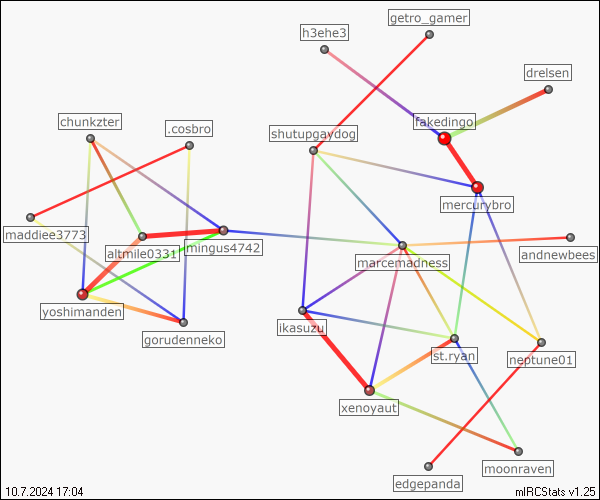 getro_gamer
h3ehe3
drelsen
chunkzter
fakedingo
.cosbro
shutupgaydog
mercurybro
maddiee3773
mingus4742
altmile0331
andnewbees
marcemadness
yoshimanden
ikasuzu
gorudenneko
st.ryan
neptune01
xenoyaut
moonraven
edgepanda
10.7.2024 17:04
mIRCStats v1.25